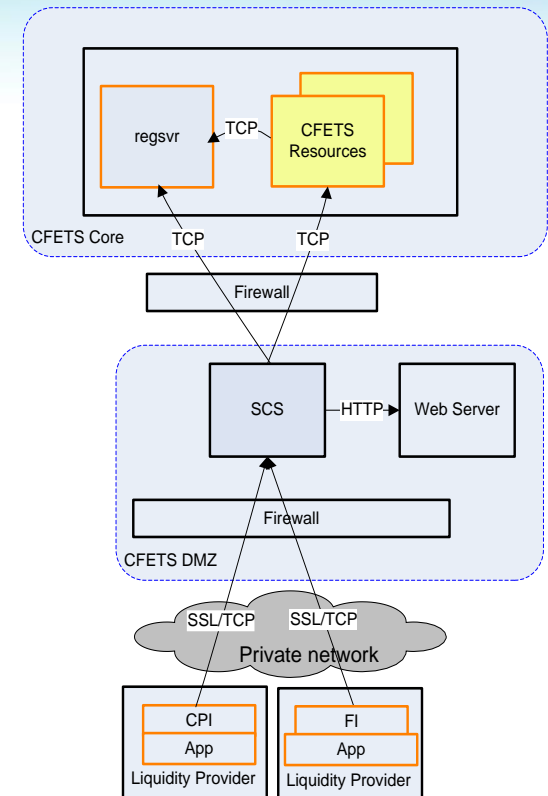 regsvr
TCP
CFETS
Resources
CFETS Core
TCP
TCP
Firewall
SCS
HTTP
Web Server
Firewall
CFETS DMZ
SSL/TCP
SSL/TCP
Private network
CPI
App
Liquidity Provider
FI
App
Liquidity Provider